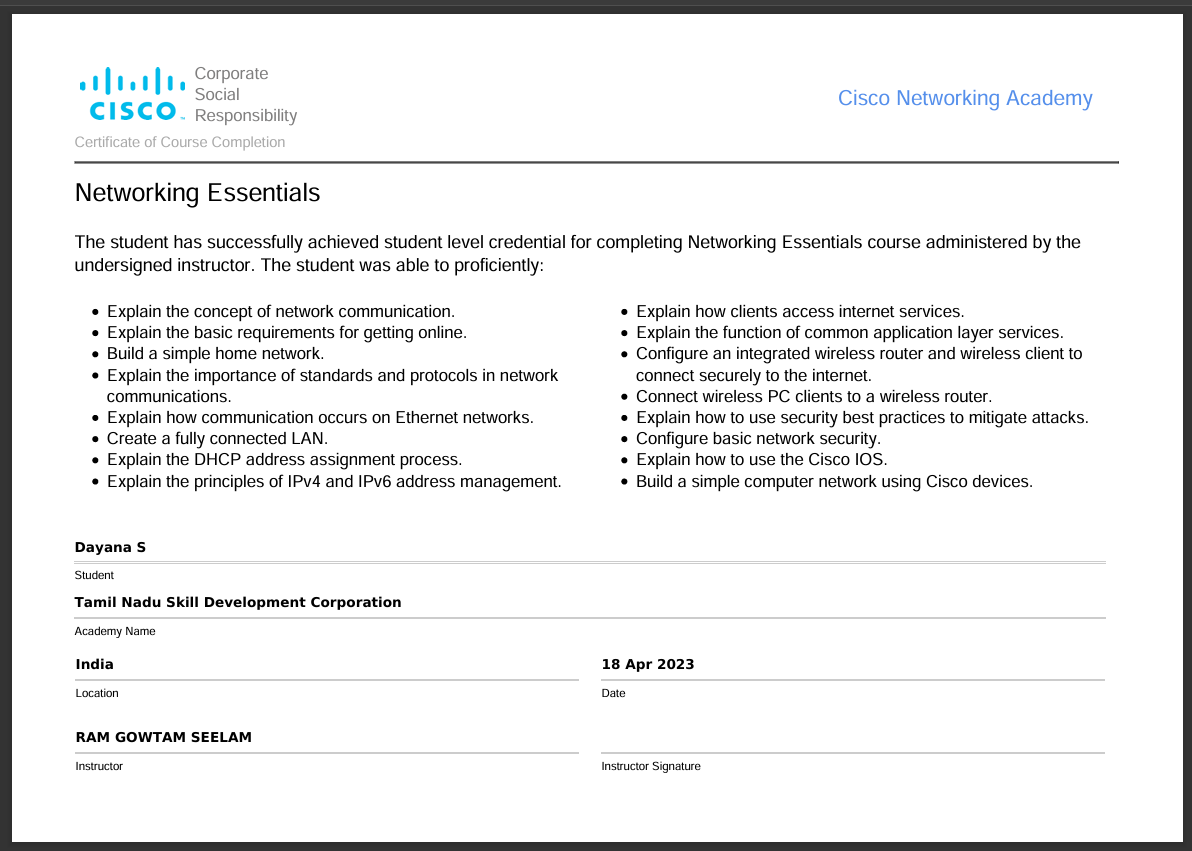 Corporate
Social
CISCO Responsibility
Cisco Networking Academy
Certificate of Course Completion
Networking Essentials
The student has successfully achieved student level credential for completing Networking Essentials course administered by the
undersigned instructor. The student was able to proficiently:
• Explain the concept of network communication.
• Explain the basic requirements for getting online.
• Build a simple home network.
• Explain the importance of standards and protocols in network
communications.
• Explain how communication occurs on Ethernet networks.
• Create a fully connected LAN.
• Explain the DHCP address assignment process.
• Explain the principles of IPv4 and IPv6 address management.
• Explain how clients access internet services.
• Explain the function of common application layer services.
• Configure an integrated wireless router and wireless client to
connect securely to the internet.
• Connect wireless PC clients to a wireless router.
• Explain how to use security best practices to mitigate attacks.
• Configure basic network security.
• Explain how to use the Cisco IOS.
• Build a simple computer network using Cisco devices.
Dayana S
Student
Tamil Nadu Skill Development Corporation
Academy Name
India
Location
18 Apr 2023
Date
RAM GOWTAM SEELAM
Instructor
Instructor Signature